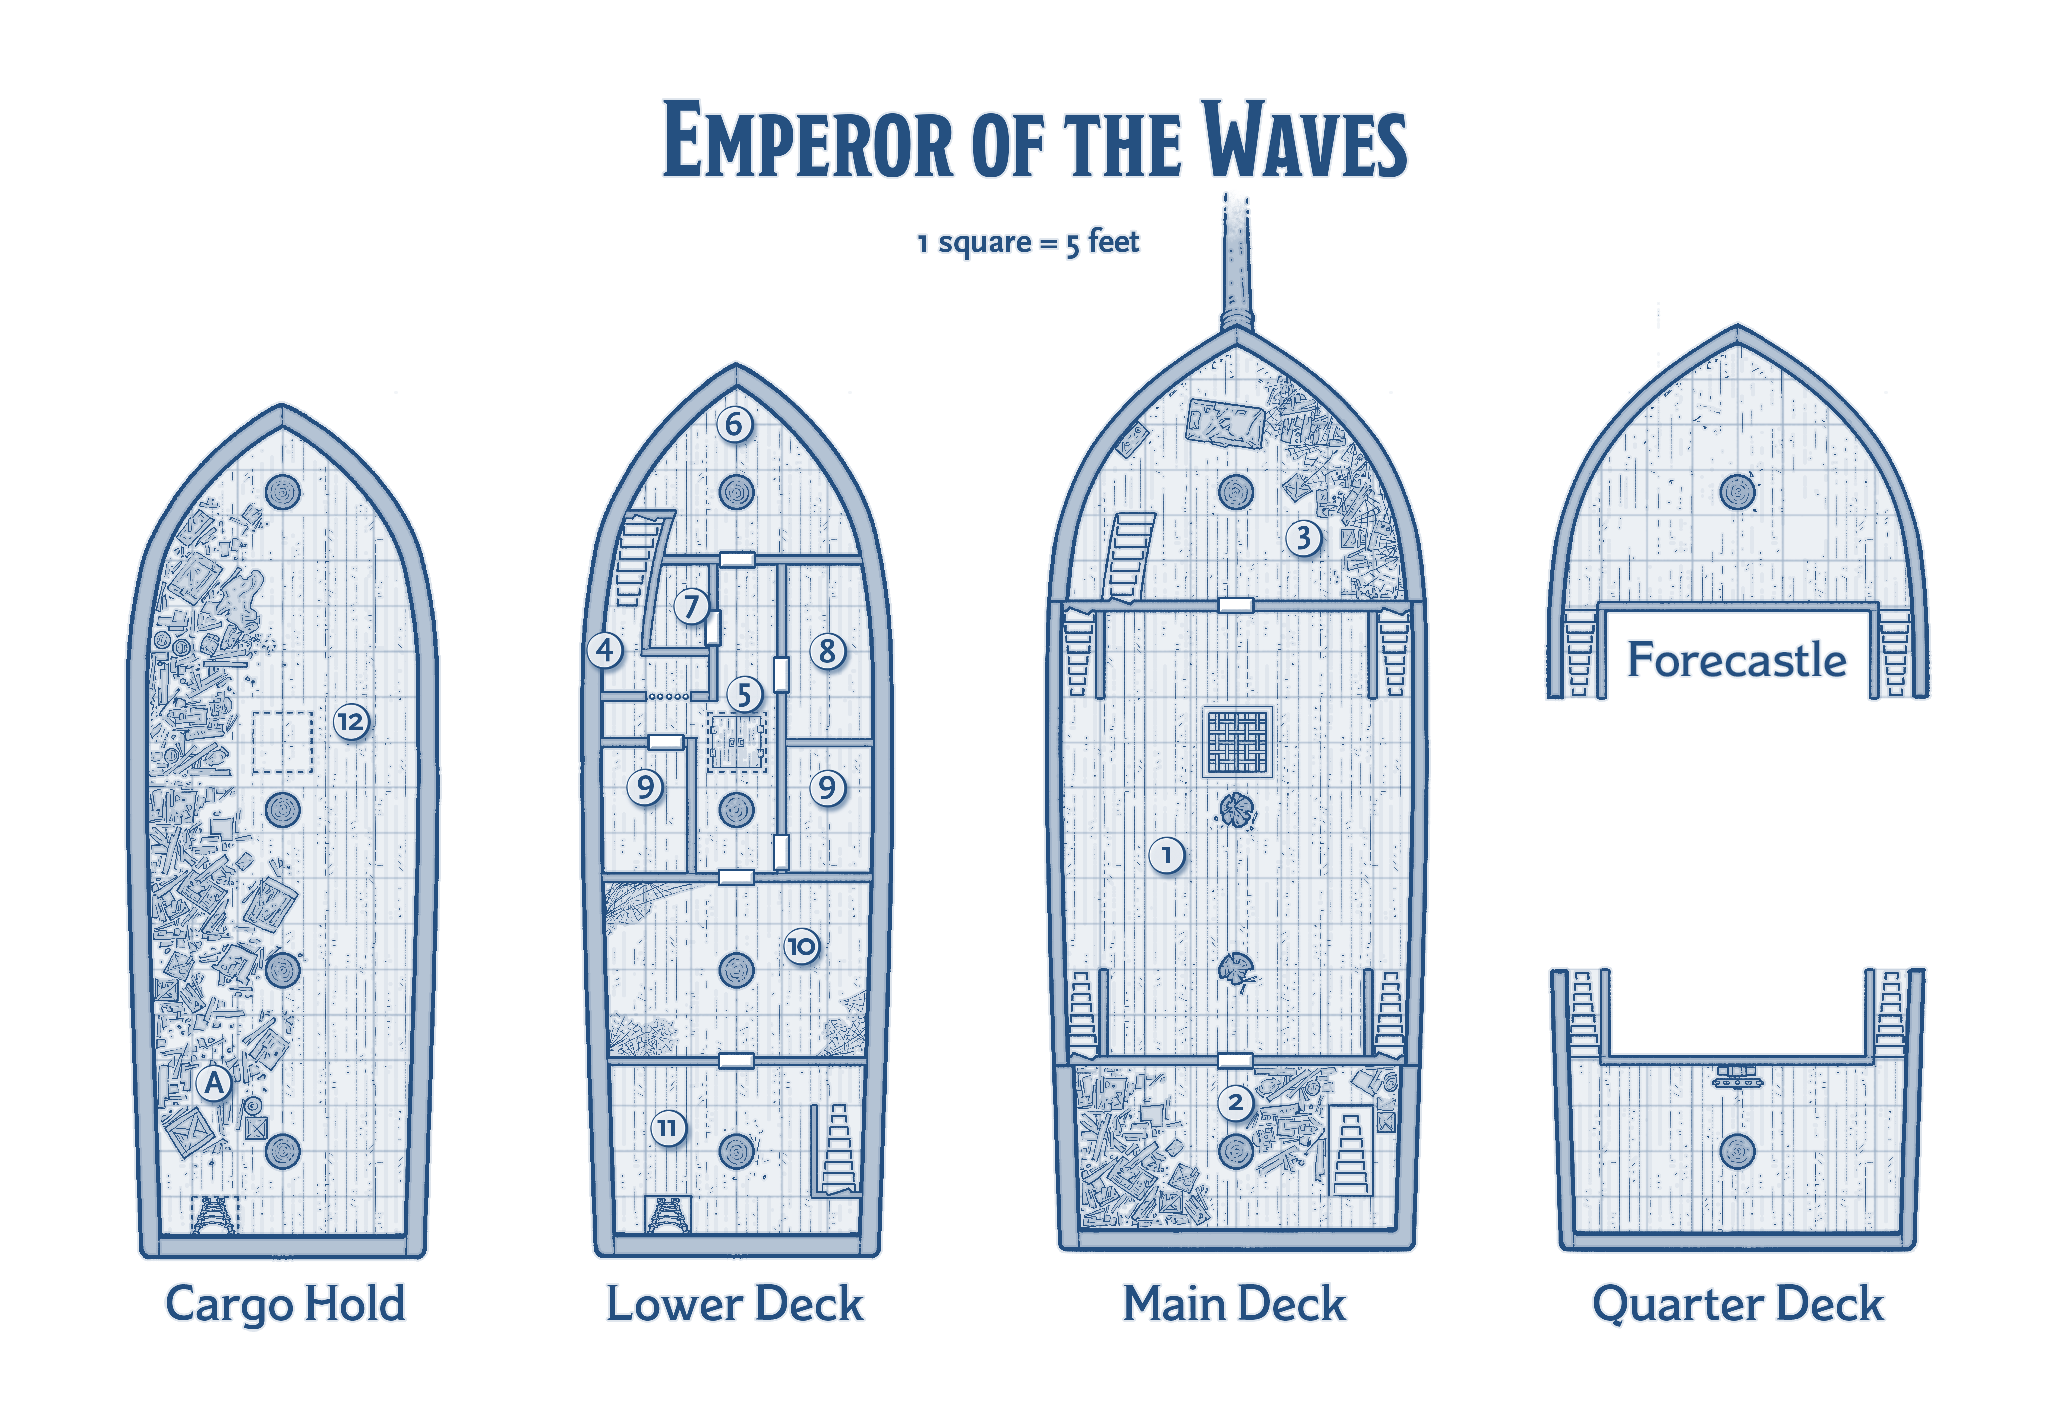 EMPEROR OF THE WAVES
1 square = 5 feet
6
3
7
4
8
5
Forecastle
12
9
9
1
10
A
2
11
Cargo Hold
Lower Deck
Main Deck
Quarter Deck